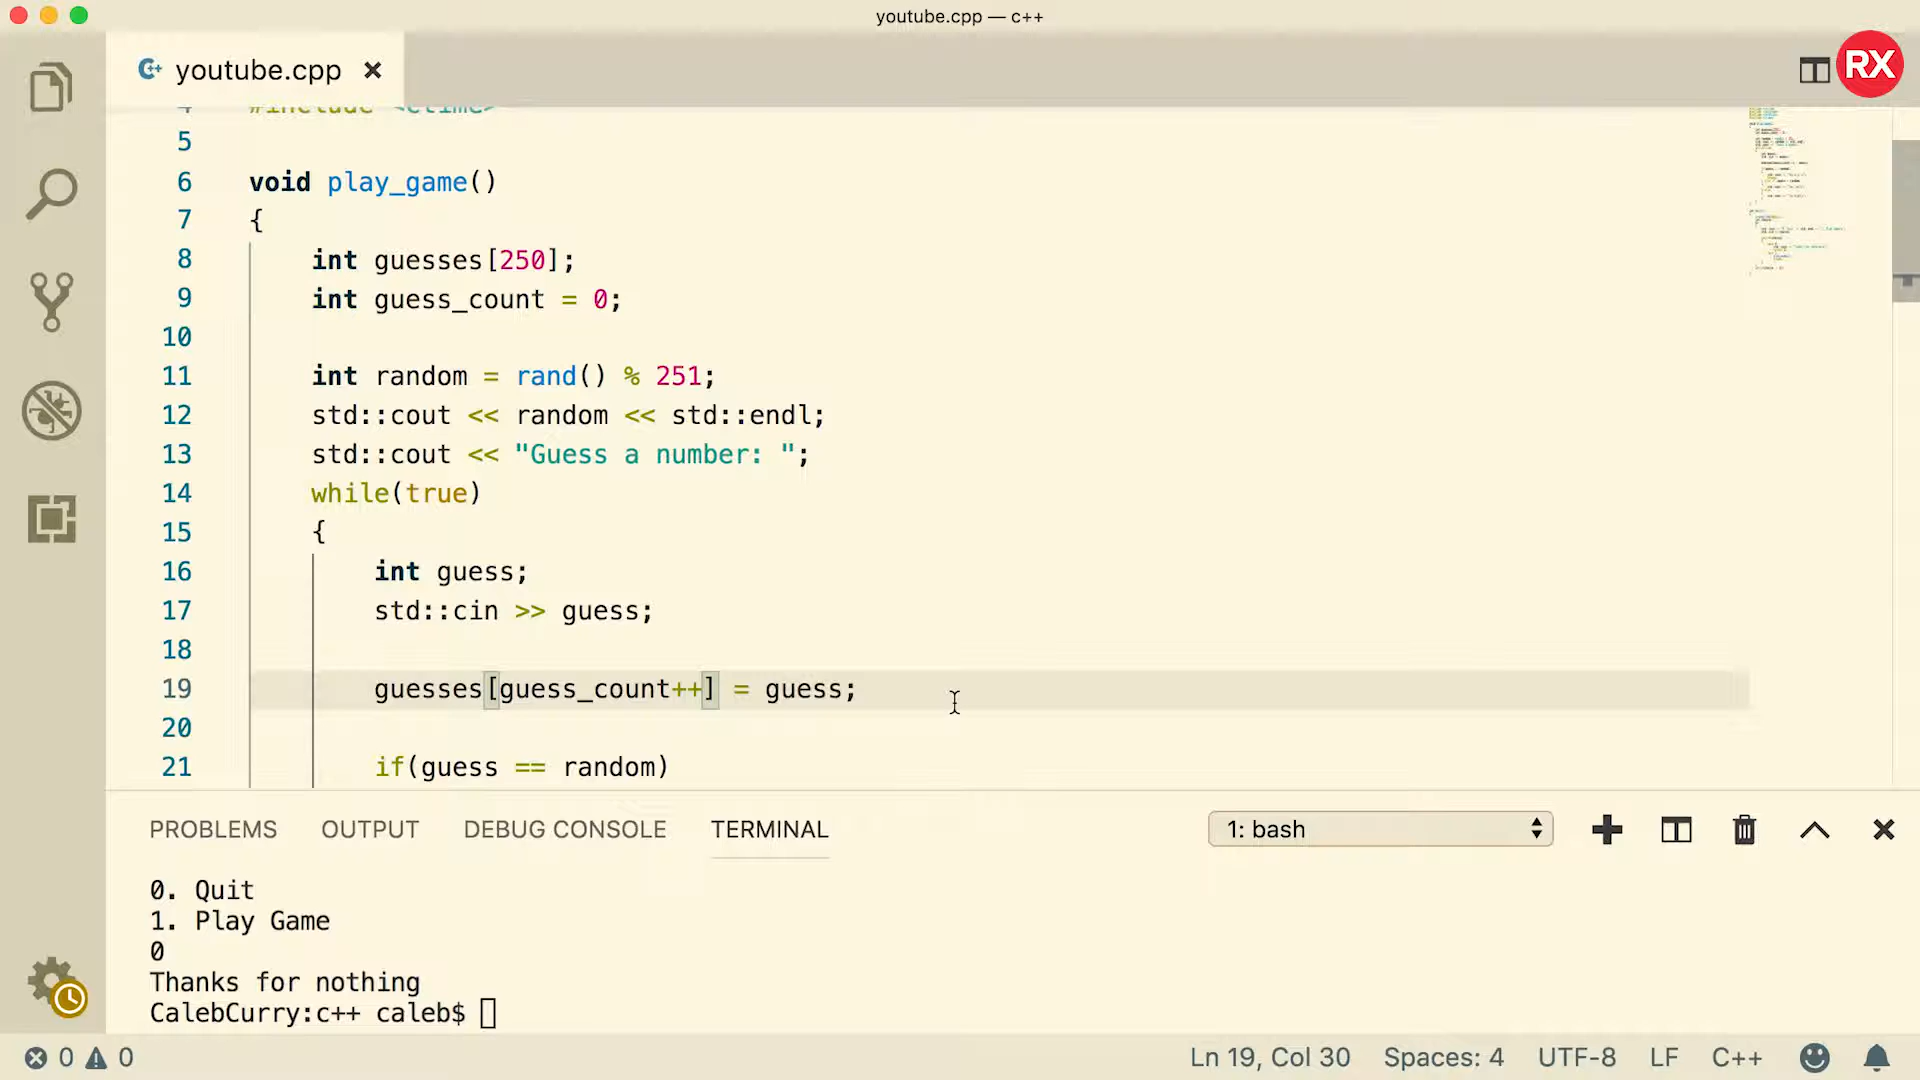 youtube.cpp — c++
youtube.cpp
RX
4 #include <ctime>
5
6 void play_game()
7 {
8 int guesses[250];
9 int guess_count = 0;
10
11 int random = rand() % 251;
12 std::cout << random << std::endl;
13 std::cout << "Guess a number: ";
14 while(true)
15 {
16 int guess;
17 std::cin >> guess;
18
19 guesses[guess_count++] = guess;
20
21 if(guess == random)
PROBLEMS OUTPUT DEBUG CONSOLE TERMINAL 1: bash
0. Quit
1. Play Game
0
Thanks for nothing
CalebCurry:c++ caleb$
0 0 Ln 19, Col 30 Spaces: 4 UTF-8 LF C++